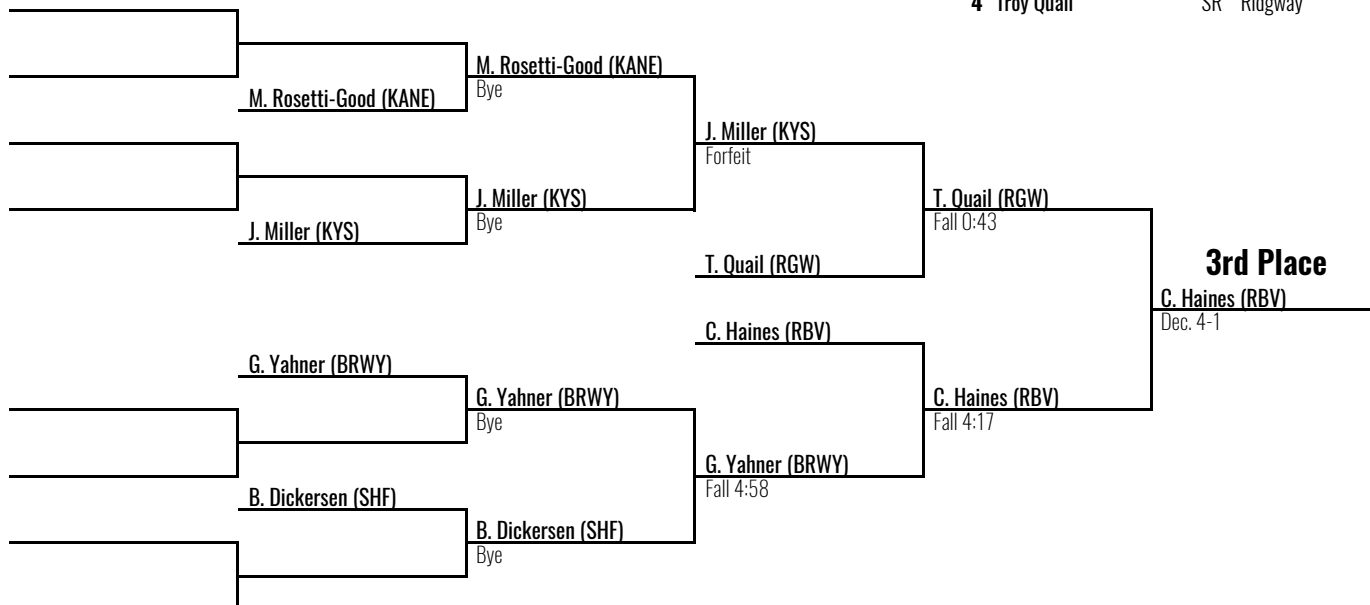 4 Troy Quail SR Ridgway
M. Rosetti-Good (KANE)
Bye
M. Rosetti-Good (KANE)
J. Miller (KYS)
Forfeit
J. Miller (KYS)
Bye
J. Miller (KYS)
T. Quail (RGW)
Fall 0:43
T. Quail (RGW)
3rd Place
C. Haines (RBV)
Dec. 4-1
C. Haines (RBV)
G. Yahner (BRWY)
G. Yahner (BRWY)
Bye
C. Haines (RBV)
Fall 4:17
G. Yahner (BRWY)
Fall 4:58
B. Dickersen (SHF)
B. Dickersen (SHF)
Bye